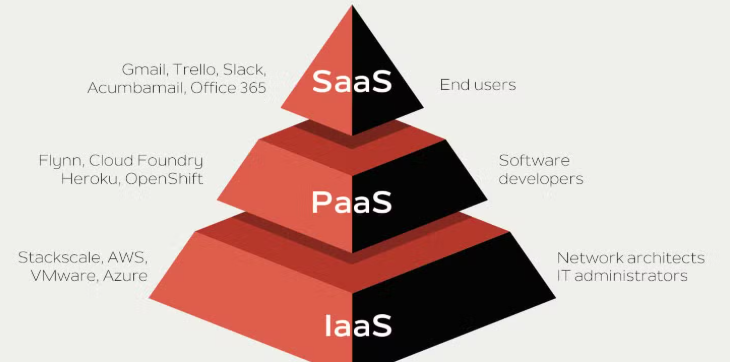 Gmail, Trello, Slack,
Acumbamail, Office 365
SaaS
End users
Flynn, Cloud Foundry
Heroku, OpenShift
PaaS
Software
developers
Stackscale, AWS,
VMware, Azure
IaaS
Network architects
IT administrators